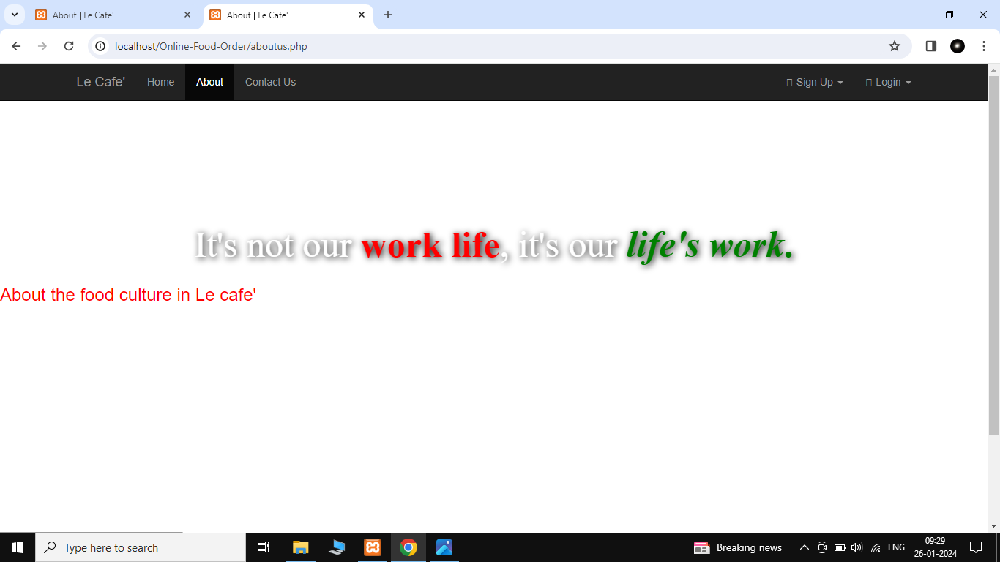 About | Le Cafe'
About | Le Cafe'
localhost/Online-Food-Order/aboutus.php
Le Cafe' Home About Contact Us Sign Up Login
It's not our work life, it's our life's work.
About the food culture in Le cafe'
Type here to search
Breaking news
ENG
09:29
26-01-2024